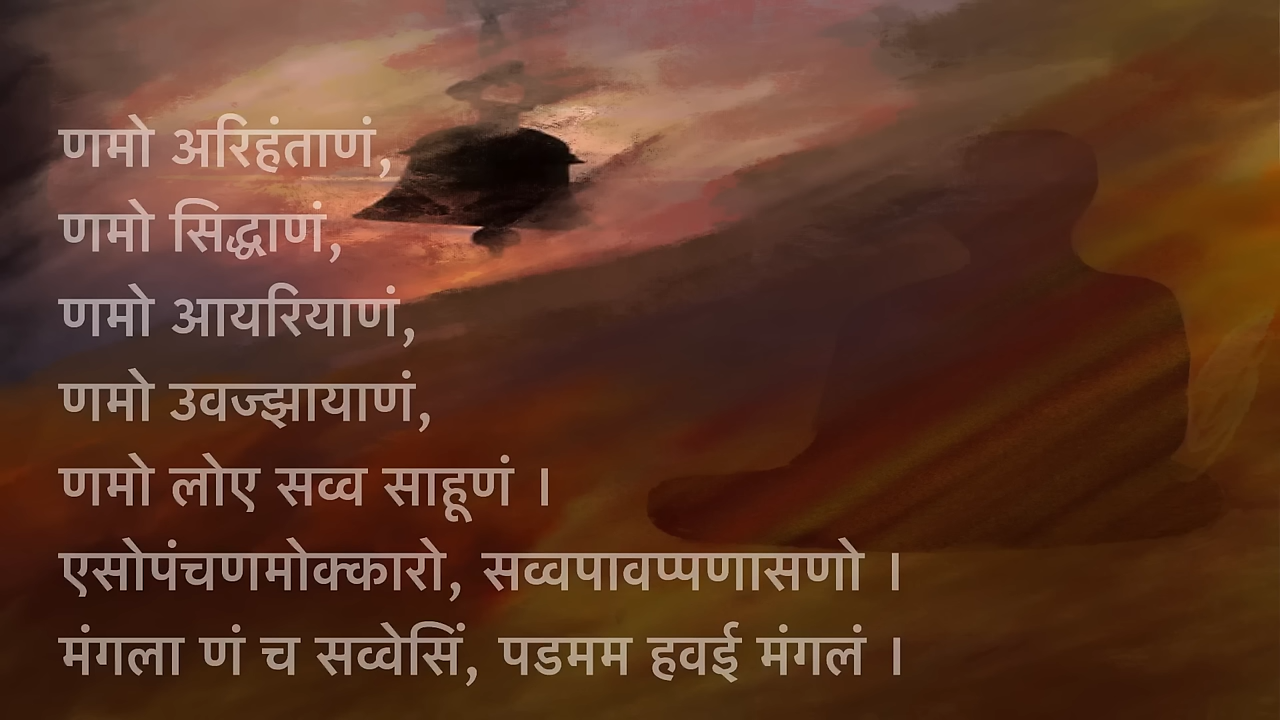 णमो अरिहंताणं,
णमो सिद्धाणं,
णमो आयरियाणं,
णमो उवज्झायाणं,
णमो लोए सव्व साहूणं ।
एसोपंचणमोक्कारो, सव्वपावप्पणासणो ।
मंगला णं च सव्वेसिं, पडमम हवई मंगलं ।